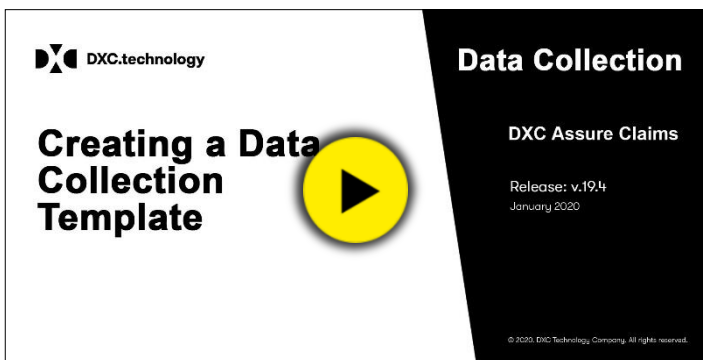 DXC.technology
Creating a Data
Collection
Template
Data Collection
DXC Assure Claims
Release: v.19.4
January 2020
© 2020. DXC Technology Company. All rights reserved.